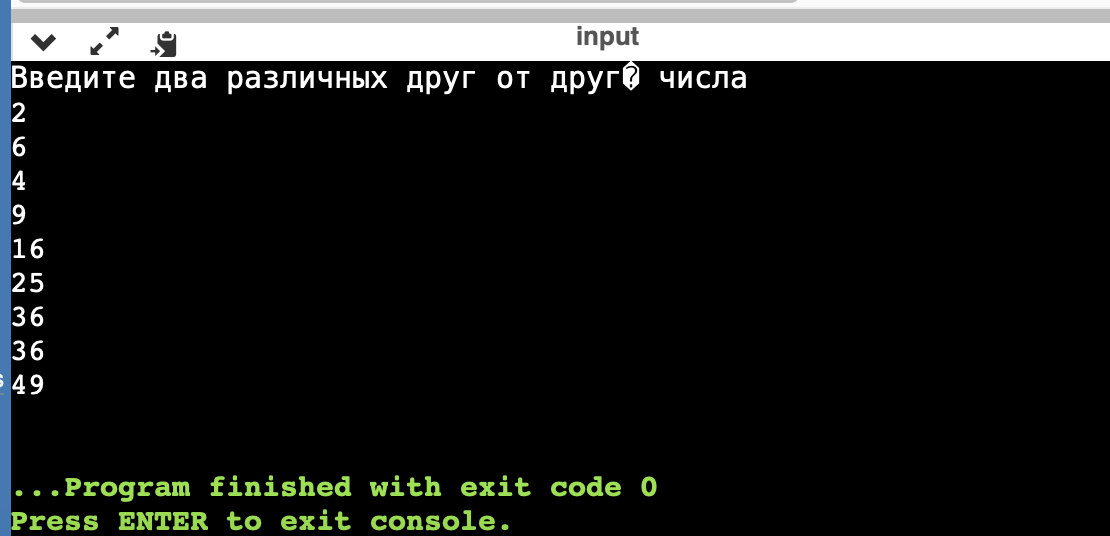 input
Введите два различных друг от друг� числа
2
6
4
9
16
25
36
36
49
...Program finished with exit code 0
Press ENTER to exit console.